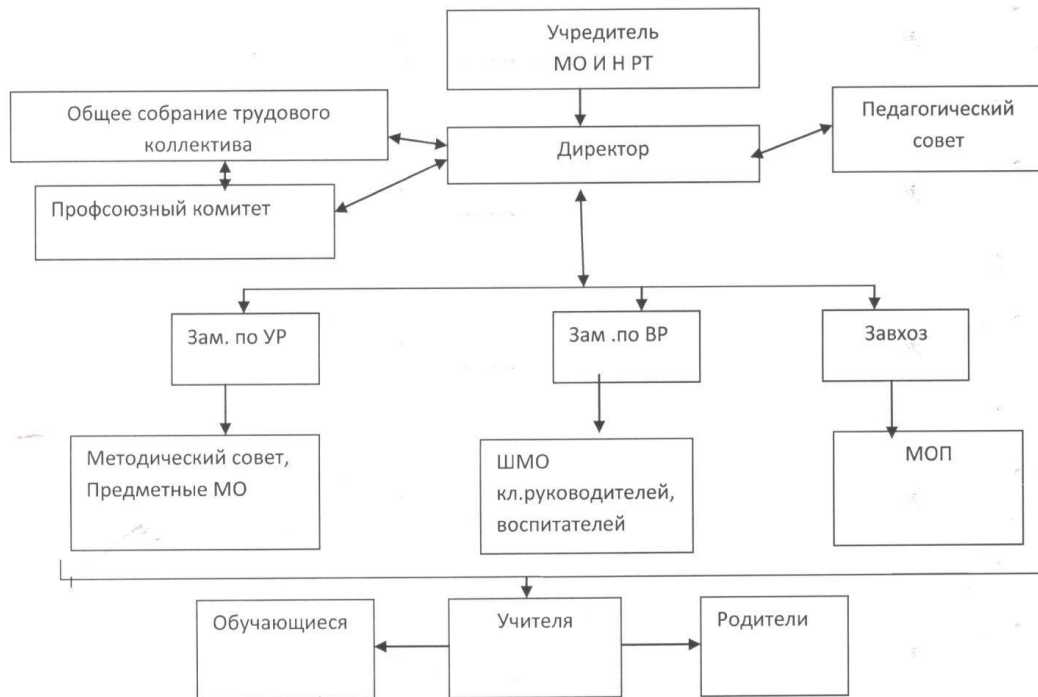 Учредитель
МО И Н РТ
Общее собрание трудового
коллектива
Педагогический
совет
Директор
Профсоюзный комитет
Зам. по УР
Зам .по ВР
Завхоз
Методический совет,
Предметные МО
ШМО
кл.руководителей,
воспитателей
МОП
Обучающиеся
Учителя
Родители